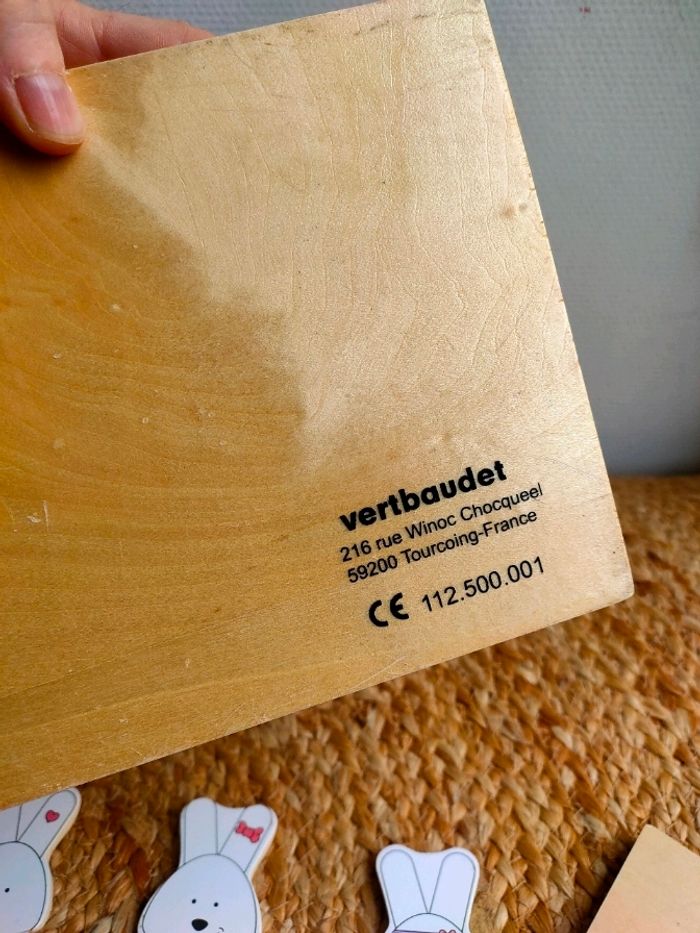 vertbaudet
216 rue Winoc Chocqueel
59200 Tourcoing-France
CE 112.500.001